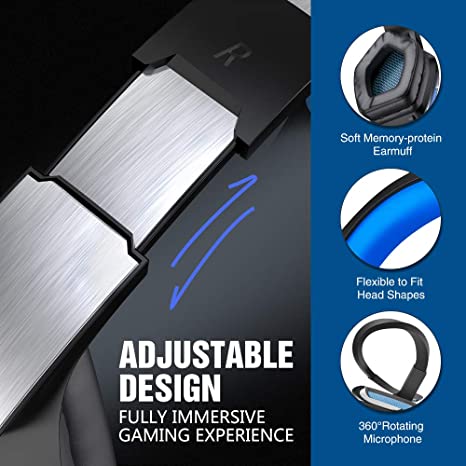 R
ADJUSTABLE
DESIGN
FULLY IMMERSIVE
GAMING EXPERIENCE
Soft Memory-protein
Earmuff
Flexible to Fit
Head Shapes
360°Rotating
Microphone